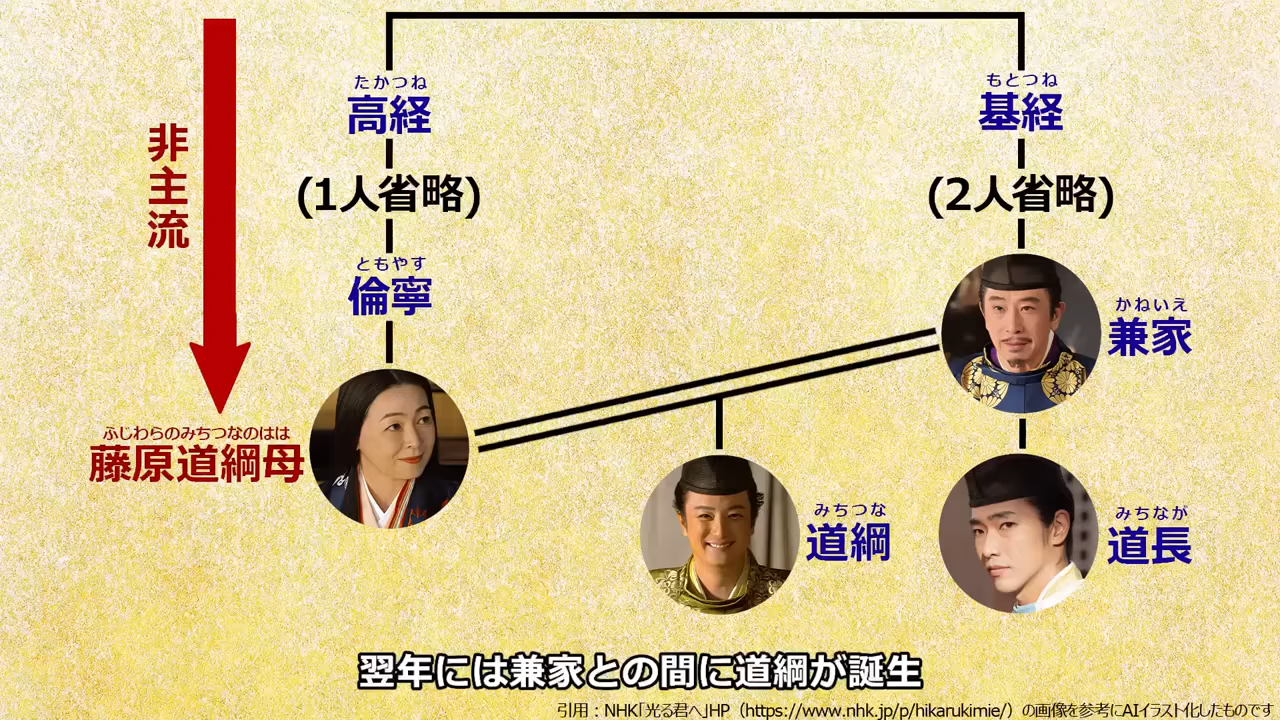 たかつね
高経
もとつね
基経
非主流
(1人省略)
(2人省略)
ともやす
倫寧
かねいえ
兼家
ふじわらのみちつなのはは
藤原道綱母
みちつな
道綱
みちなが
道長
翌年には兼家との間に道綱が誕生
引用：NHK「光る君へ」HP（https://www.nhk.jp/p/hikarukimie/）の画像を参考にAIイラスト化したものです